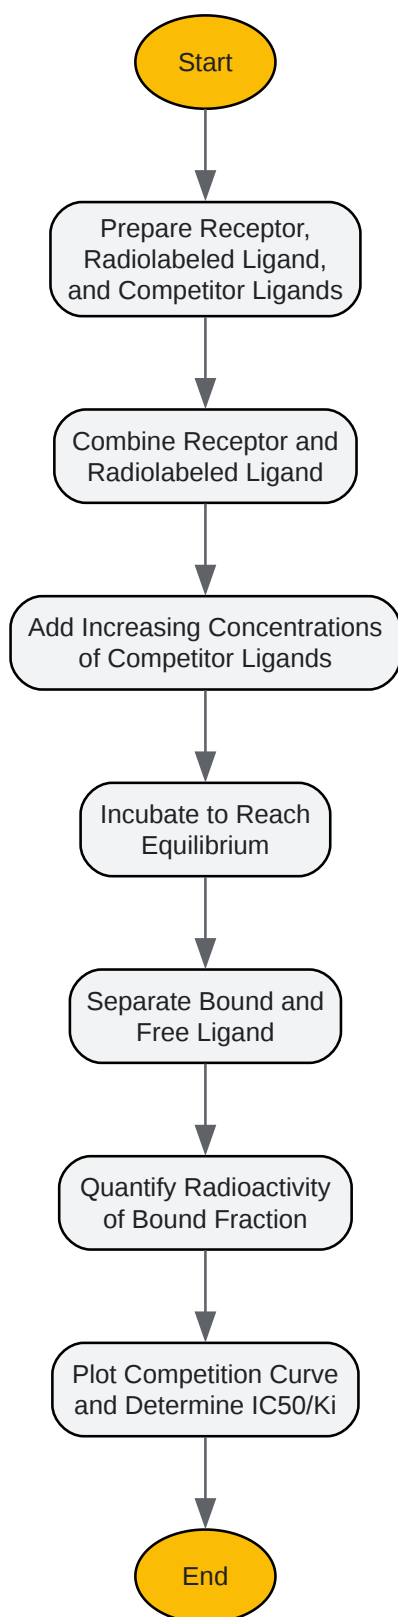 Start
Prepare Receptor,
Radiolabeled Ligand,
and Competitor Ligands
Combine Receptor and
Radiolabeled Ligand
Add Increasing Concentrations
of Competitor Ligands
Incubate to Reach
Equilibrium
Separate Bound and
Free Ligand
Quantify Radioactivity
of Bound Fraction
Plot Competition Curve
and Determine IC50/Ki
End